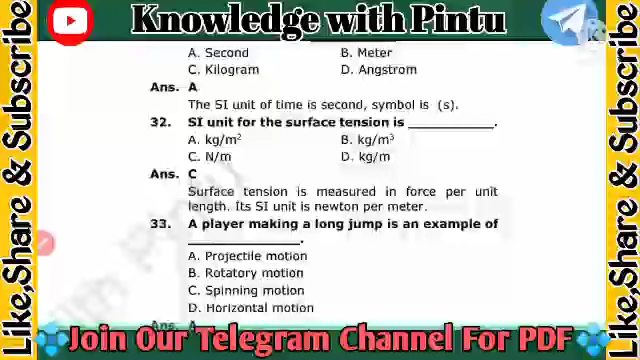 Knowledge with Pintu
Like,Share & Subscribe
Like,Share & Subscribe
A. Second B. Meter
C. Kilogram D. Angstrom
Ans. A
The SI unit of time is second, symbol is (s).
32. SI unit for the surface tension is ____________.
A. kg/m² B. kg/m³
C. N/m D. kg/m
Ans. C
Surface tension is measured in force per unit
length. Its SI unit is newton per meter.
33. A player making a long jump is an example of
________________.
A. Projectile motion
B. Rotatory motion
C. Spinning motion
D. Horizontal motion
Ans. A
Join Our Telegram Channel For PDF